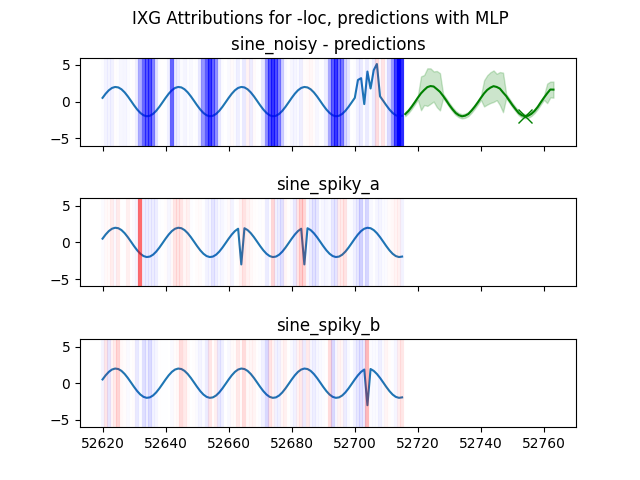 IXG Attributions for -loc, predictions with MLP
sine_noisy - predictions
5
0
−5
sine_spiky_a
5
0
−5
sine_spiky_b
5
0
−5
52620 52640 52660 52680 52700 52720 52740 52760